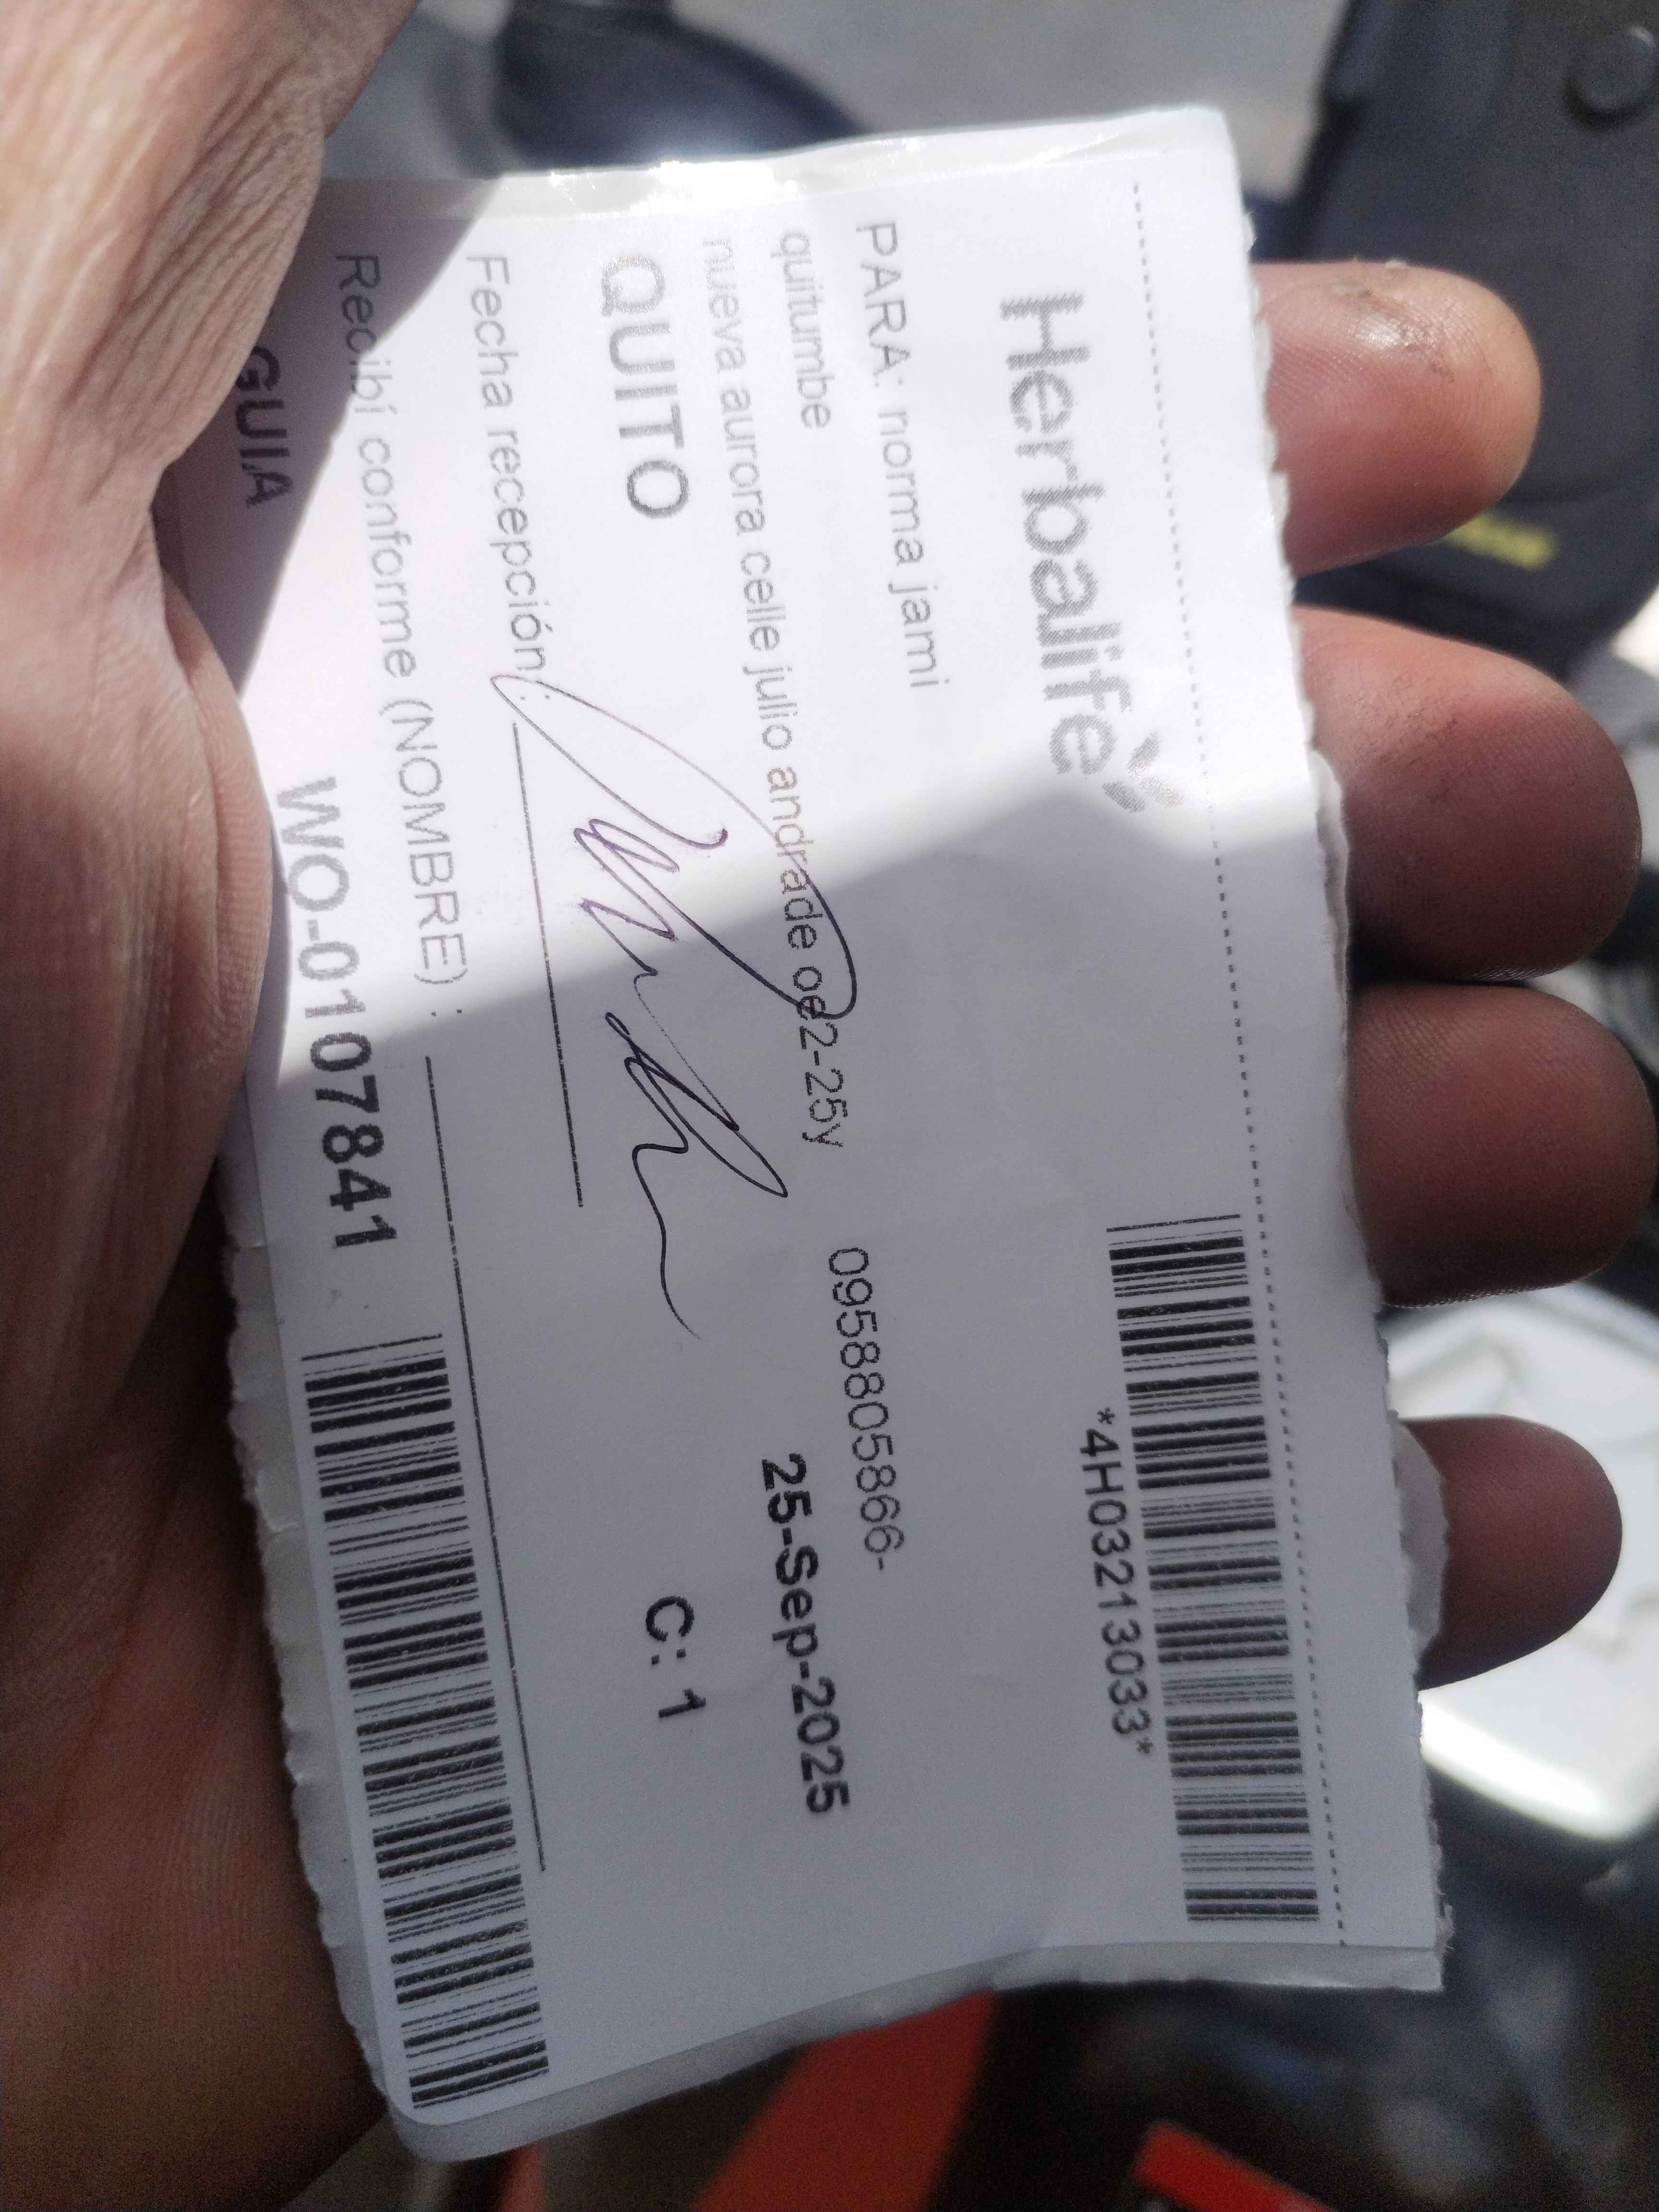 Herbalife
*4H03213033*
PARA: norma jami
quitumbe 0958805866-
nueva aurora celle julio andrade oe2-25y
25-Sep-2025
QUITO C: 1
Fecha recepción:
Recibí conforme (NOMBRE) :
GUIA WO-0107841